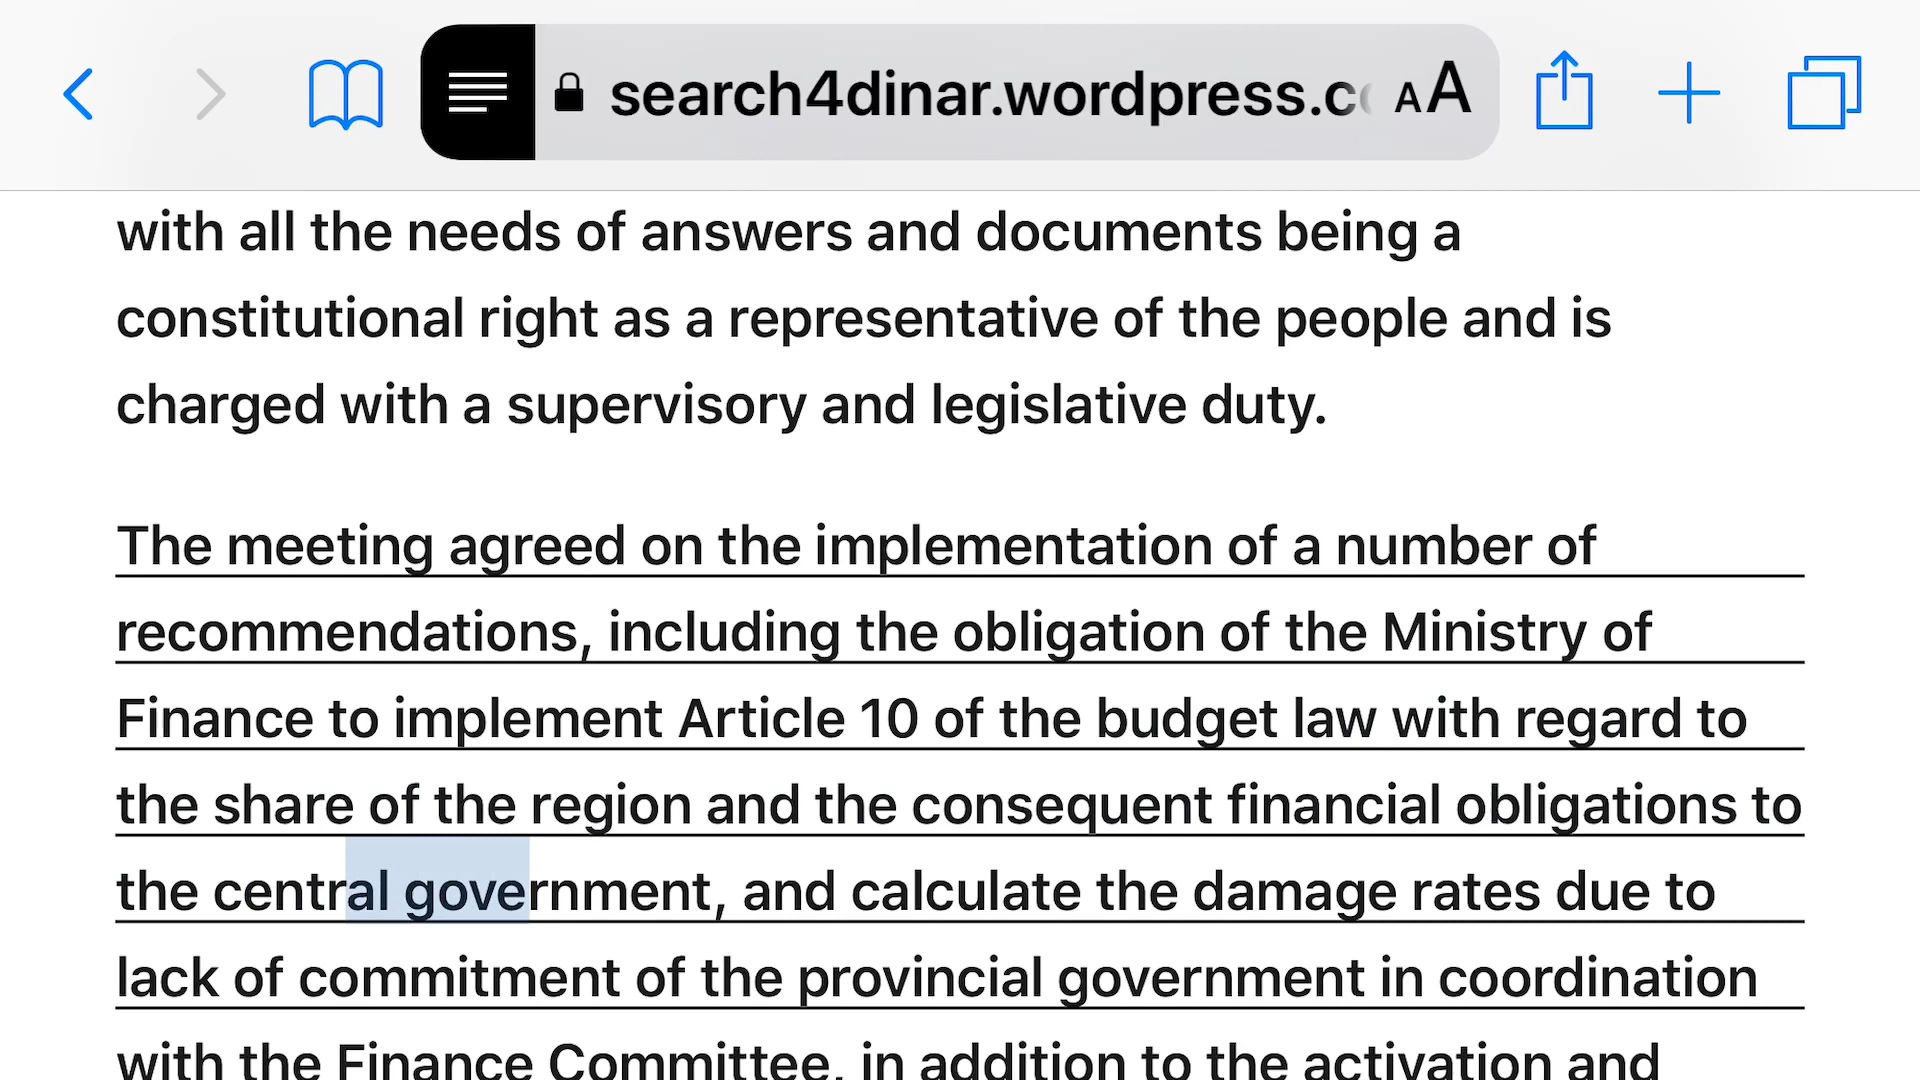 search4dinar.wordpress.c
AA
with all the needs of answers and documents being a
constitutional right as a representative of the people and is
charged with a supervisory and legislative duty.
The meeting agreed on the implementation of a number of
recommendations, including the obligation of the Ministry of
Finance to implement Article 10 of the budget law with regard to
the share of the region and the consequent financial obligations to
the central government, and calculate the damage rates due to
lack of commitment of the provincial government in coordination
with the Finance Committee, in addition to the activation and